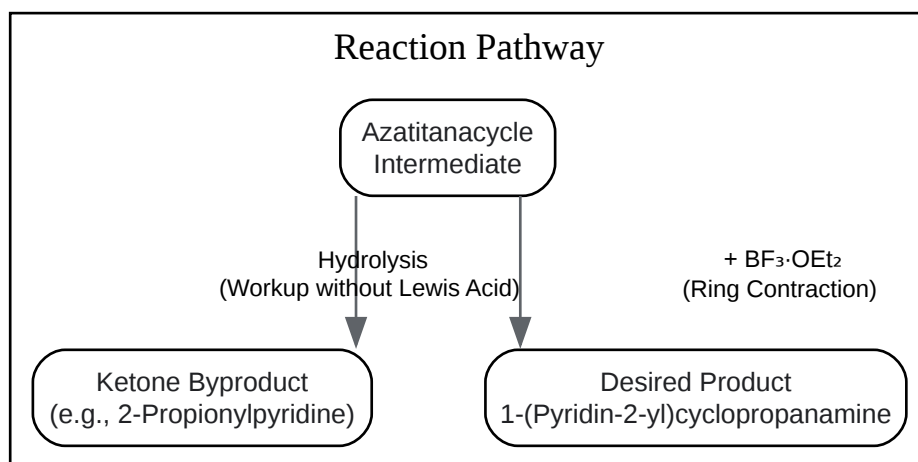 Reaction Pathway
Azatitanacycle
Intermediate
Hydrolysis
(Workup without Lewis Acid)
+ BF₃·OEt₂
(Ring Contraction)
Ketone Byproduct
(e.g., 2-Propionylpyridine)
Desired Product
1-(Pyridin-2-yl)cyclopropanamine